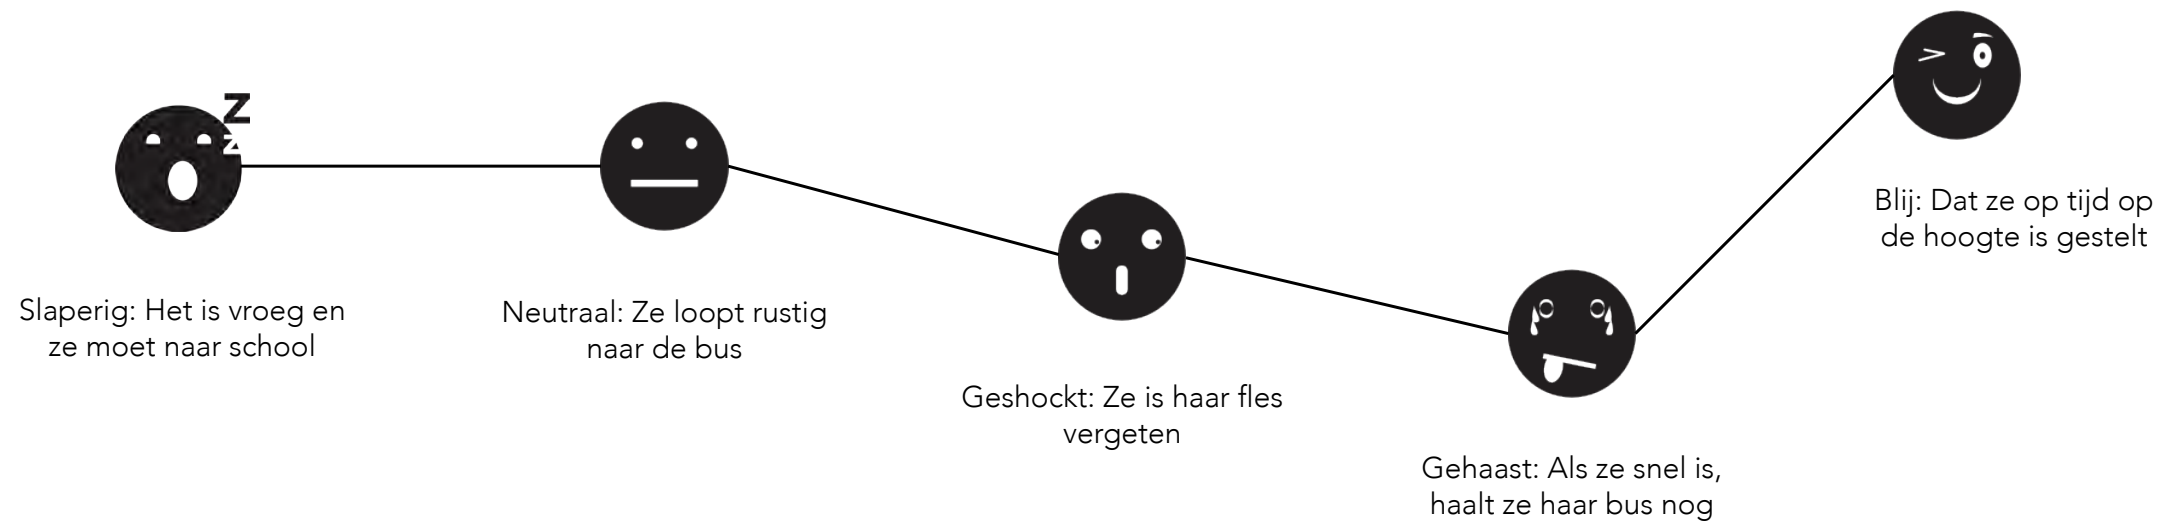 Z
Z
Slaperig: Het is vroeg en
ze moet naar school
Neutraal: Ze loopt rustig
naar de bus
Geshockt: Ze is haar fles
vergeten
Gehaast: Als ze snel is,
haalt ze haar bus nog
Blij: Dat ze op tijd op
de hoogte is gestelt